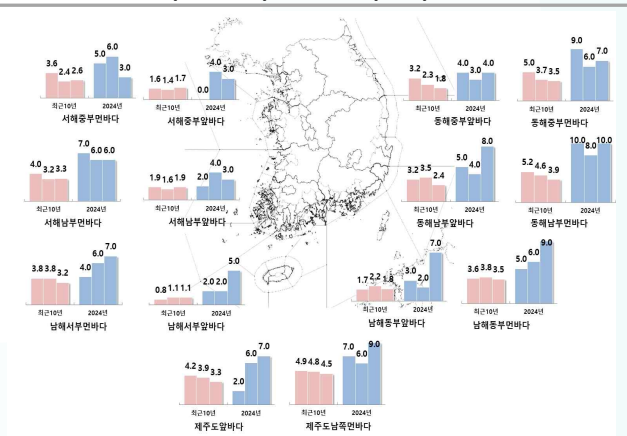 3.6 2.4 2.6 5.0 6.0 3.0
최근10년 2024년
서해중부먼바다
1.6 1.4 1.7 0.0 4.0 3.0
최근10년 2024년
서해중부앞바다
3.2 2.3 1.8 4.0 3.0 4.0
최근10년 2024년
동해중부앞바다
5.0 3.7 3.5 9.0 6.0 7.0
최근10년 2024년
동해중부먼바다
4.0 3.2 3.3 7.0 6.0 6.0
최근10년 2024년
서해남부먼바다
1.9 1.6 1.9 2.0 4.0 3.0
최근10년 2024년
서해남부앞바다
3.2 3.5 2.4 5.0 4.0 8.0
최근10년 2024년
동해남부앞바다
5.2 4.6 3.9 10.0 8.0 10.0
최근10년 2024년
동해남부먼바다
3.8 3.8 3.2 4.0 6.0 7.0
최근10년 2024년
남해서부먼바다
0.8 1.1 1.1 2.0 2.0 5.0
최근10년 2024년
남해서부앞바다
1.7 2.2 1.8 3.0 2.0 7.0
최근10년 2024년
남해동부앞바다
3.6 3.8 3.5 5.0 6.0 9.0
최근10년 2024년
남해동부먼바다
4.2 3.9 3.3 2.0 6.0 7.0
최근10년 2024년
제주도앞바다
4.9 4.8 4.5 7.0 6.0 9.0
최근10년 2024년
제주도남쪽먼바다